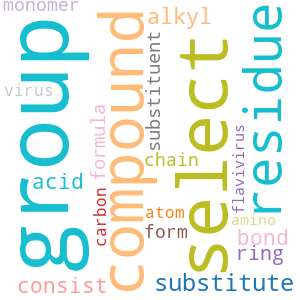 monomer
alkyl
group
compound
select
residue
substituent
virus
formula
chain
flavivirus
acid
carbon
atom
amino
form
bond
ring
consist
substitute